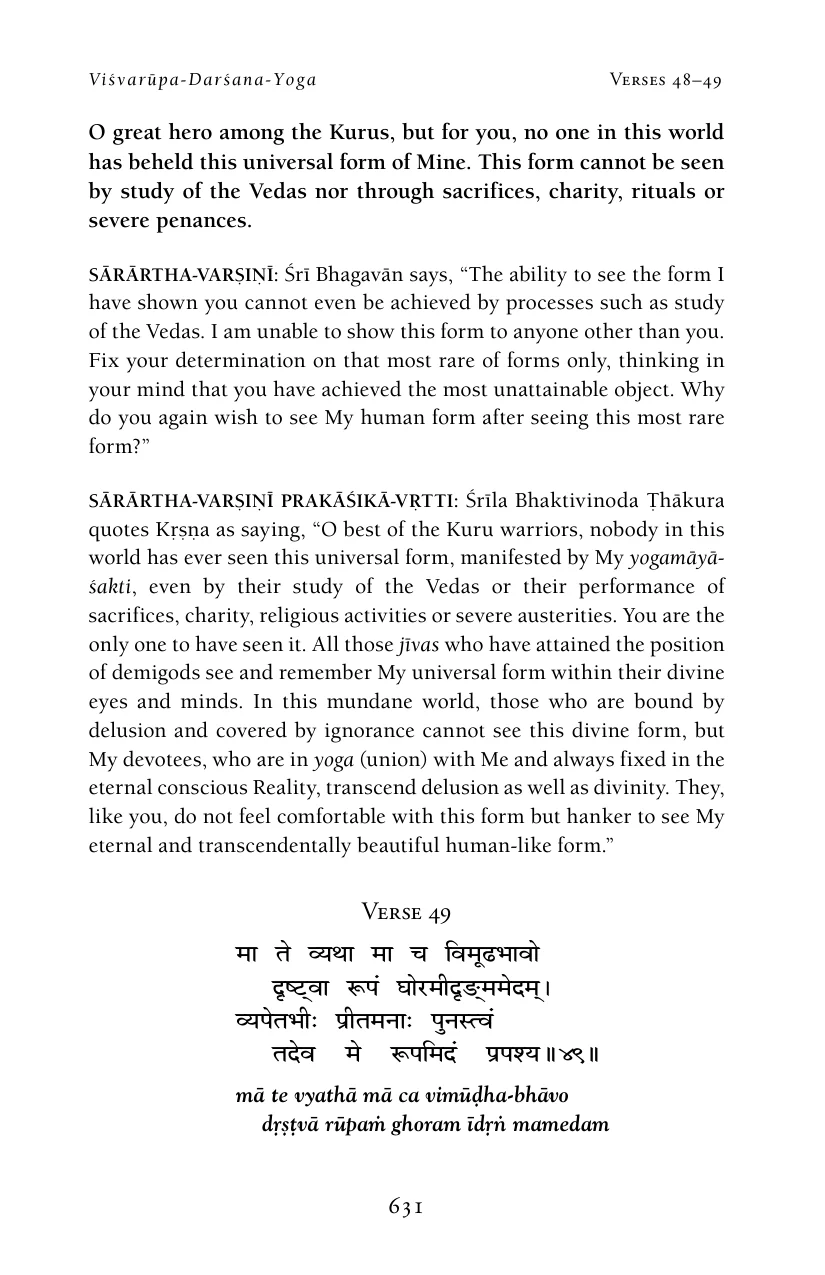 Viśvarūpa-Darśana-Yoga
Verses 48–49
O great hero among the Kurus, but for you, no one in this world
has beheld this universal form of Mine. This form cannot be seen
by study of the Vedas nor through sacrifices, charity, rituals or
severe penances.
SĀRĀRTHA-VARṢIṆĪ: Śrī Bhagavān says, “The ability to see the form I
have shown you cannot even be achieved by processes such as study
of the Vedas. I am unable to show this form to anyone other than you.
Fix your determination on that most rare of forms only, thinking in
your mind that you have achieved the most unattainable object. Why
do you again wish to see My human form after seeing this most rare
form?”
SĀRĀRTHA-VARṢIṆĪ PRAKĀŚIKĀ-VṚTTI: Śrīla Bhaktivinoda Ṭhākura
quotes Kṛṣṇa as saying, “O best of the Kuru warriors, nobody in this
world has ever seen this universal form, manifested by My yogamāyā-
śakti, even by their study of the Vedas or their performance of
sacrifices, charity, religious activities or severe austerities. You are the
only one to have seen it. All those jīvas who have attained the position
of demigods see and remember My universal form within their divine
eyes and minds. In this mundane world, those who are bound by
delusion and covered by ignorance cannot see this divine form, but
My devotees, who are in yoga (union) with Me and always fixed in the
eternal conscious Reality, transcend delusion as well as divinity. They,
like you, do not feel comfortable with this form but hanker to see My
eternal and transcendentally beautiful human-like form.”
Verse 49
मा ते व्यथा मा च विमूढभावो
दृष्ट्वा रूपं घोरमीदृङ्ममेदम्।
व्यपेतभीः प्रीतमनाः पुनस्त्वं
तदेव मे रूपमिदं प्रपश्य॥४९॥
mā te vyathā mā ca vimūḍha-bhāvo
dṛṣṭvā rūpaṁ ghoram īdṛṅ mamedam
631